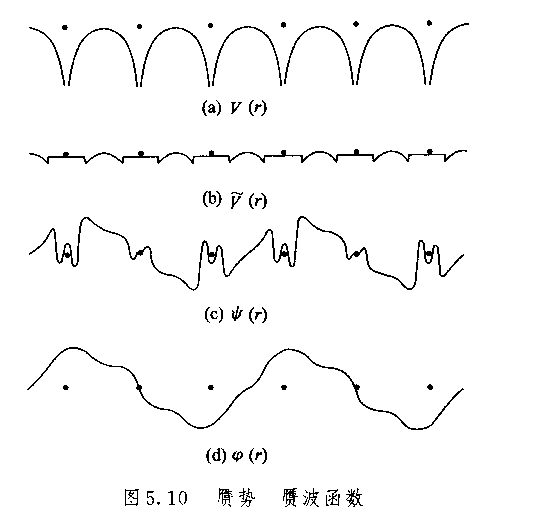 (a) V (r)
(b) Ṽ (r)
(c) ψ (r)
(d) φ (r)
图5.10 赝势 赝波函数